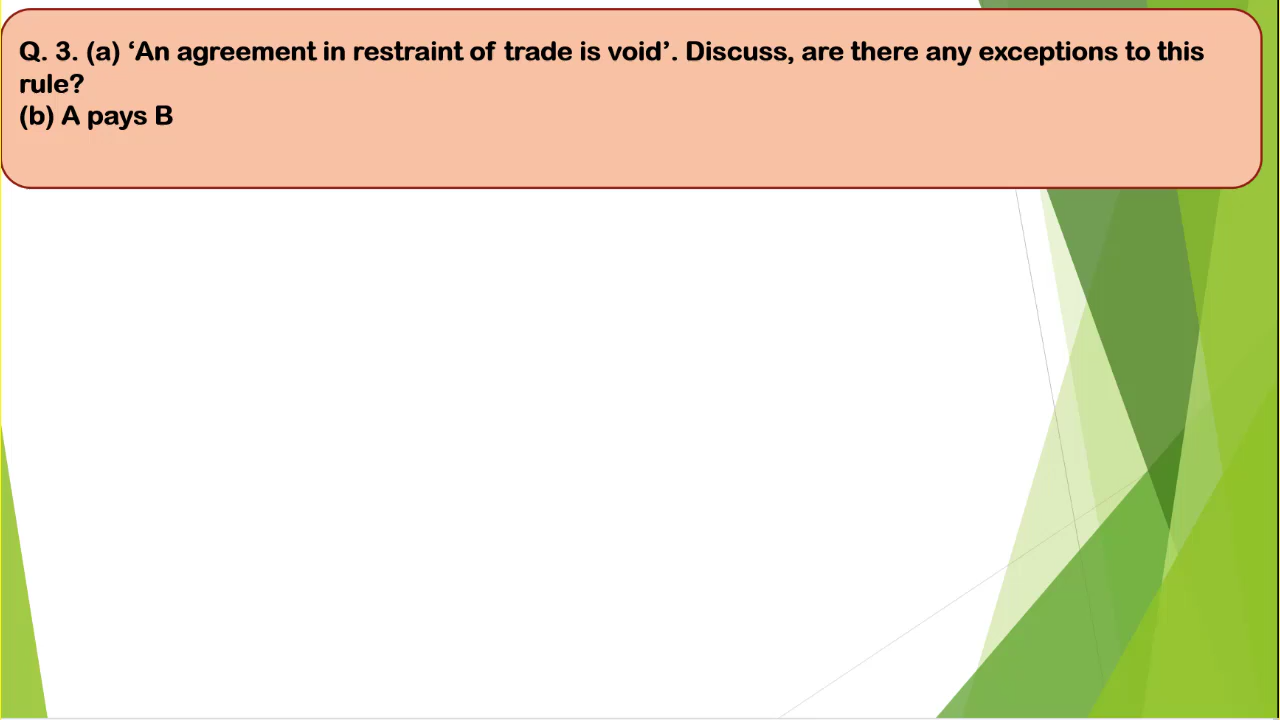 Q. 3. (a) ‘An agreement in restraint of trade is void’. Discuss, are there any exceptions to this
rule?
(b) A pays B